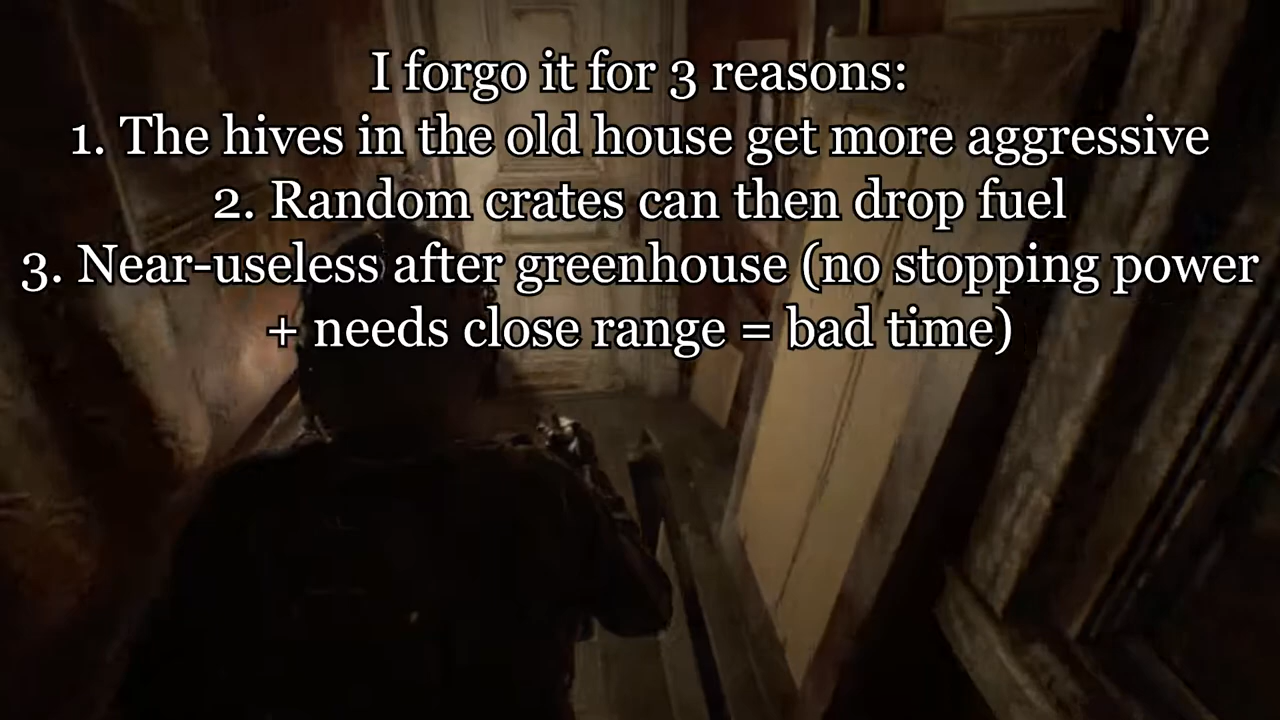 I forgo it for 3 reasons:
1. The hives in the old house get more aggressive
2. Random crates can then drop fuel
3. Near-useless after greenhouse (no stopping power
+ needs close range = bad time)